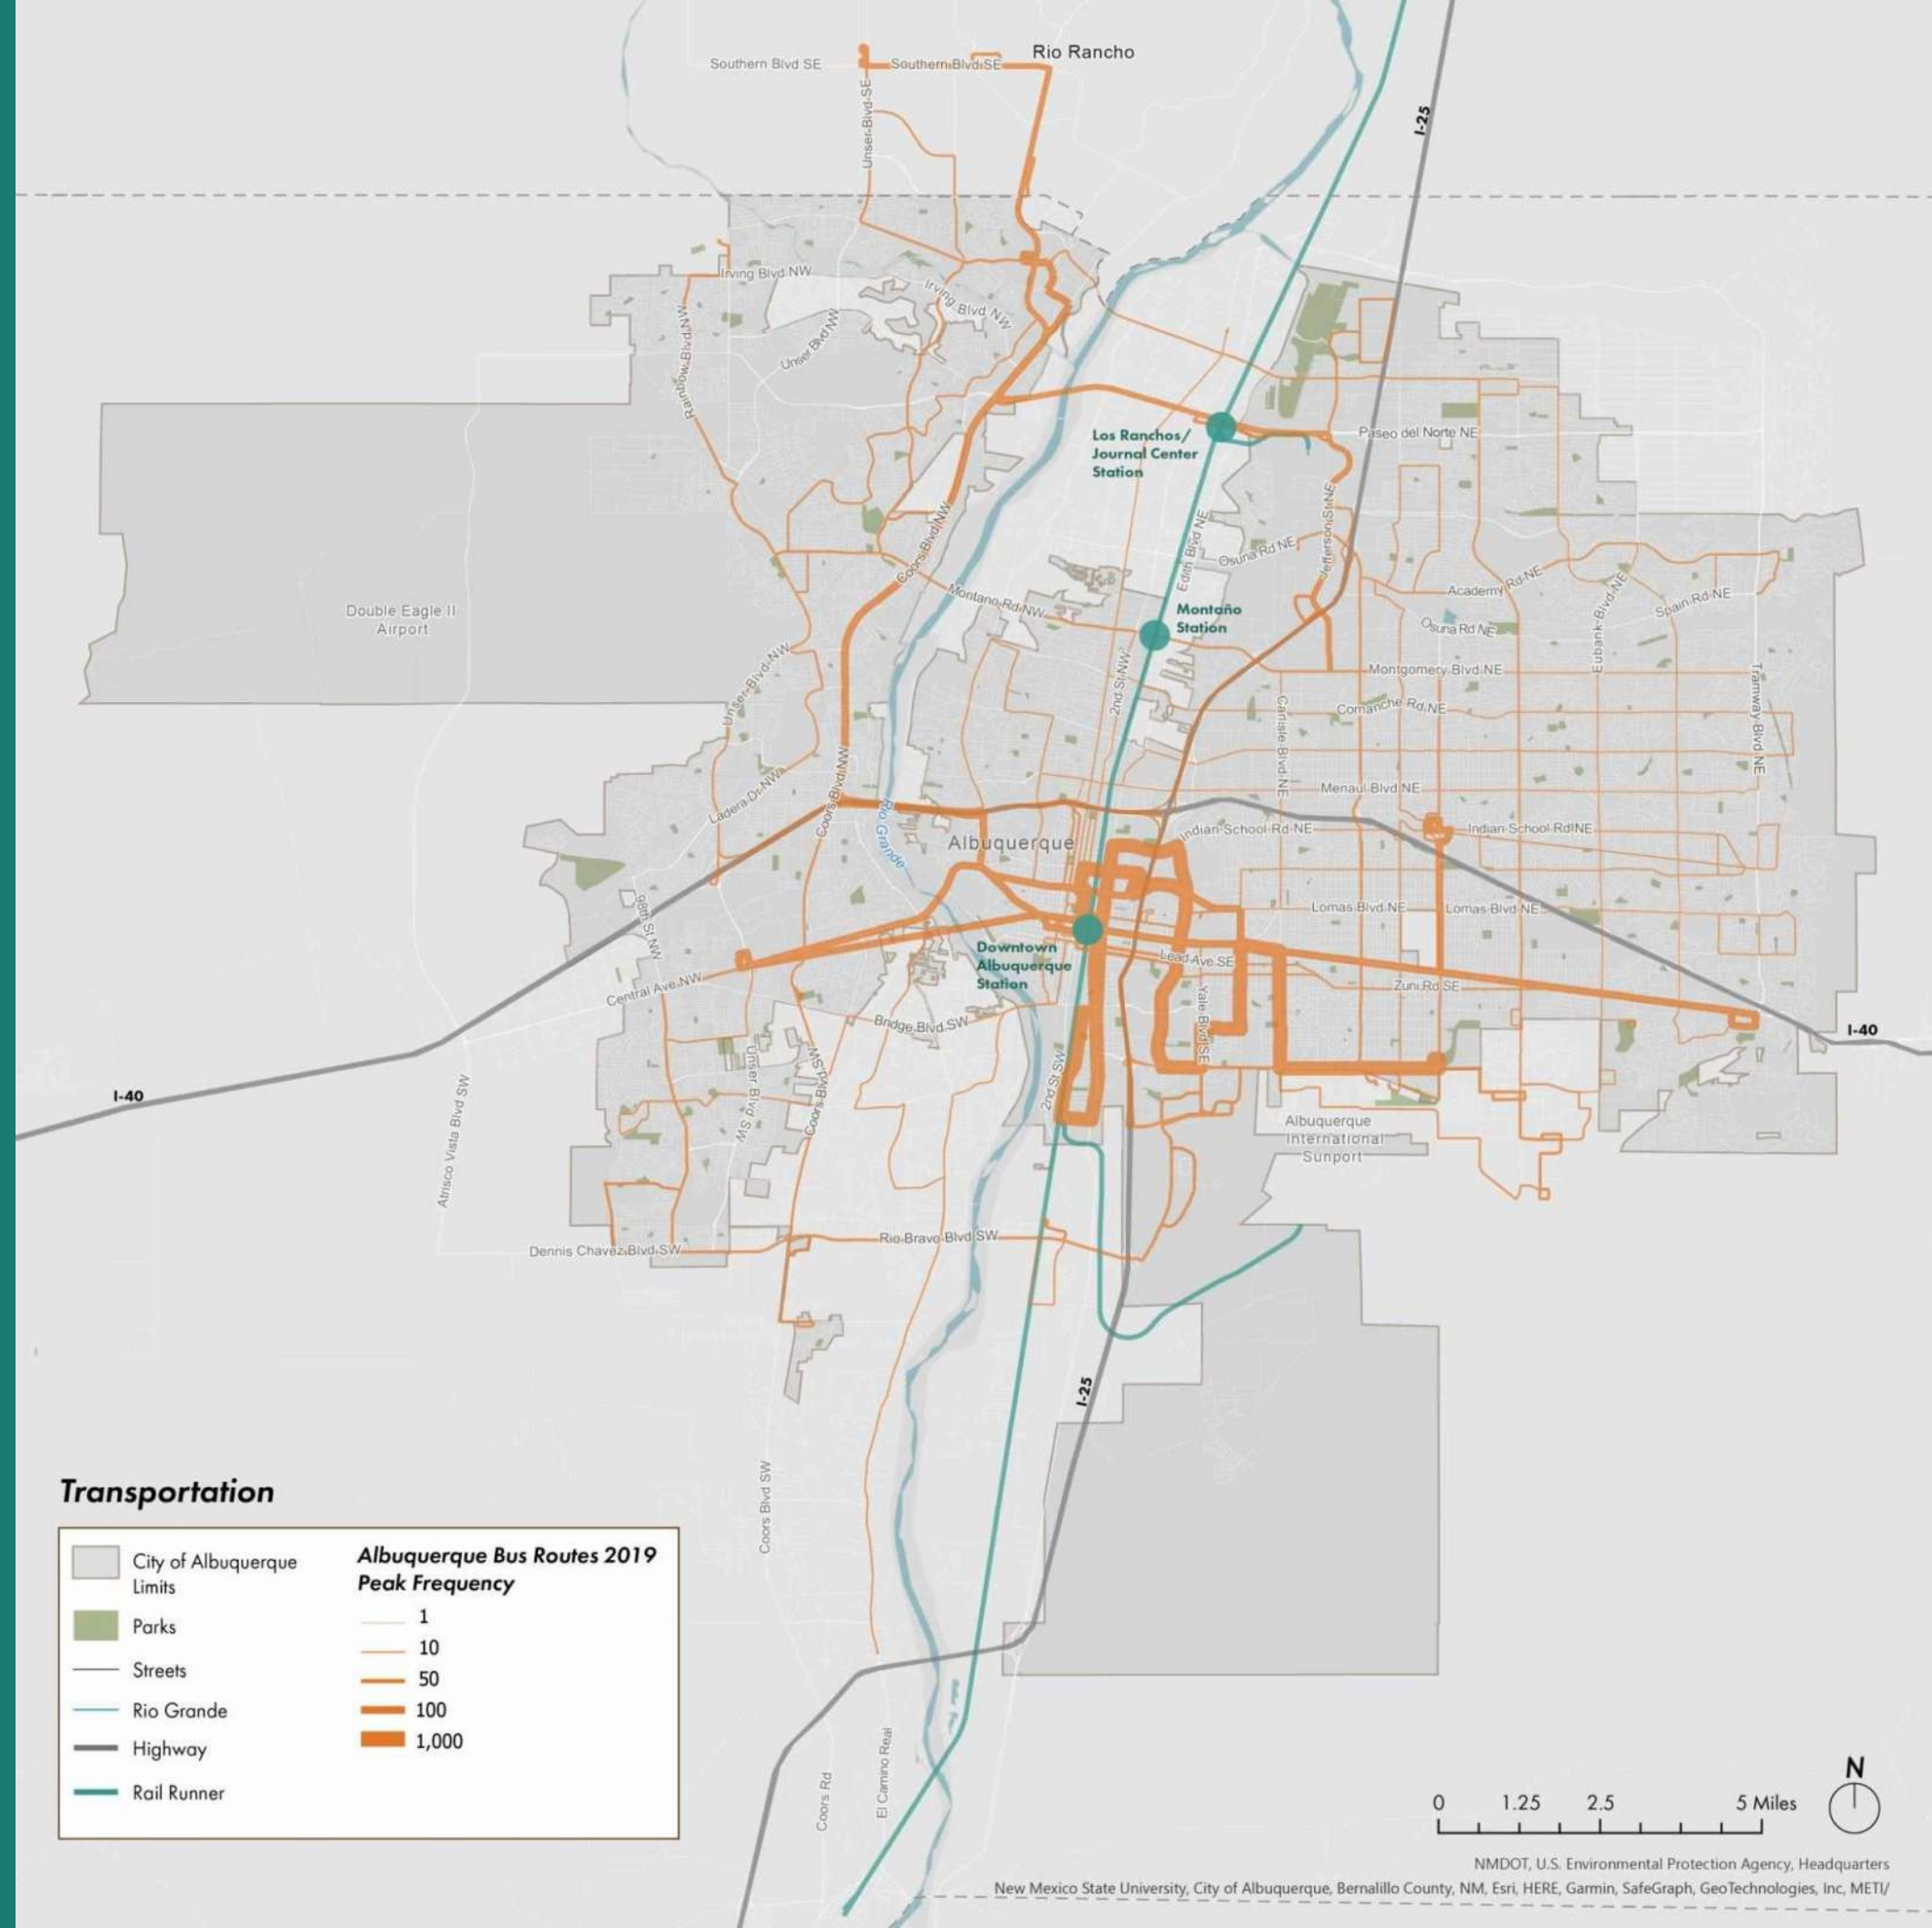 Rio Rancho
Southern Blvd SE
Southern Blvd SE
Unser Blvd SE
I-25
Irving Blvd NW
Irving Blvd NW
Rainbow Blvd NW
Unser Blvd NW
Los Ranchos/
Journal Center
Station
Paseo del Norte NE
Coors Blvd NW
Edith Blvd NE
Osuna Rd NE
Jefferson St NE
Academy Rd NE
Eubank Blvd NE
Spain Rd NE
Double Eagle II
Airport
Montano Rd NW
Montaño
Station
Osuna Rd NE
Unser Blvd NW
2nd St NW
Montgomery Blvd NE
Carlisle Blvd NE
Comanche Rd NE
Tramway Blvd NE
Ladera Dr NW
Coors Blvd NW
Rio Grande
Menaul Blvd NE
Albuquerque
Indian School Rd NE
Indian School Rd NE
98th St NW
Lomas Blvd NE
Lomas Blvd NE
Downtown
Albuquerque
Station
Lead Ave SE
Central Ave NW
Zuni Rd SE
Yale Blvd SE
Bridge Blvd SW
I-40
I-40
Atrisco Vista Blvd SW
Unser Blvd SW
Coors Blvd SW
2nd St SW
Albuquerque
International
Sunport
Dennis Chavez Blvd SW
Rio Bravo Blvd SW
I-25
Coors Blvd SW
Coors Rd
El Camino Real
Transportation
City of Albuquerque
Limits
Parks
Streets
Rio Grande
Highway
Rail Runner
Albuquerque Bus Routes 2019
Peak Frequency
1
10
50
100
1,000
N
0 1.25 2.5 5 Miles
NMDOT, U.S. Environmental Protection Agency, Headquarters
New Mexico State University, City of Albuquerque, Bernalillo County, NM, Esri, HERE, Garmin, SafeGraph, GeoTechnologies, Inc, METI/